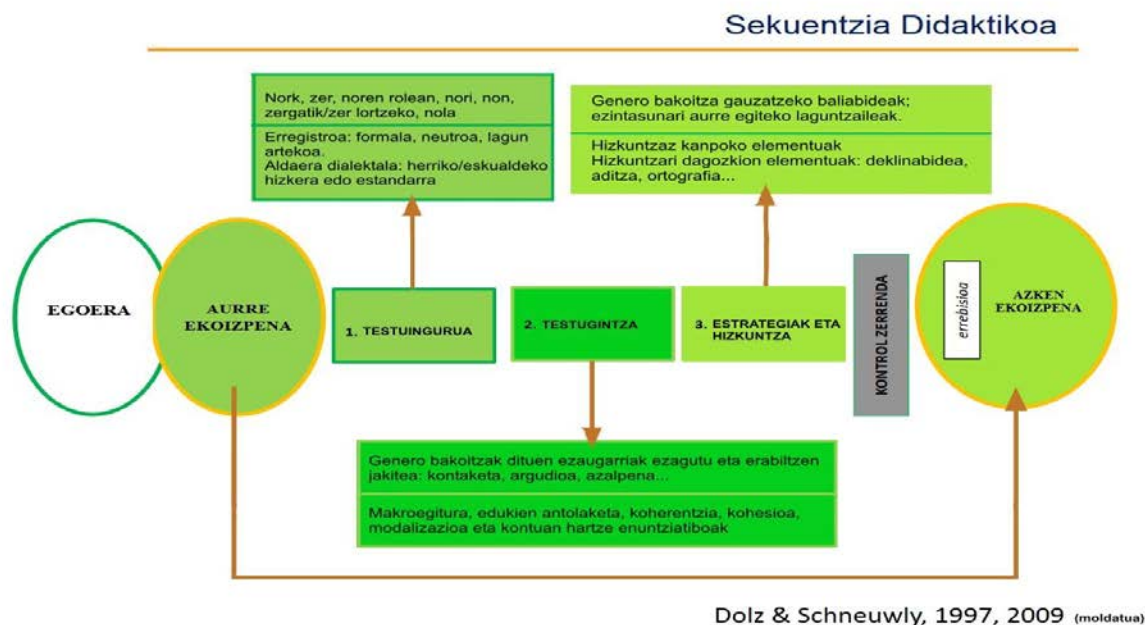 Sekuentzia Didaktikoa
Nork, zer, noren rolean, nori, non,
zergatik/zer lortzeko, nola
Erregistroa: formala, neutroa, lagun
artekoa.
Aldaera dialektala: herriko/eskualdeko
hizkera edo estandarra
Genero bakoitza gauzatzeko baliabideak;
ezintasunari aurre egiteko laguntzaileak.
Hizkuntzaz kanpoko elementuak
Hizkuntzari dagozkion elementuak: deklinabidea,
aditza, ortografia...
EGOERA
AURRE
EKOIZPENA
1. TESTUINGURUA
2. TESTUGINTZA
3. ESTRATEGIAK ETA
HIZKUNTZA
KONTROL ZERRENDA
errebisioa
AZKEN
EKOIZPENA
Genero bakoitzak dituen ezaugarriak ezagutu eta erabiltzen
jakitea: kontaketa, argudioa, azalpena...
Makroegitura, edukien antolaketa, koherentzia, kohesioa,
modalizazioa eta kontuan hartze enuntziatiboak
Dolz & Schneuwly, 1997, 2009 (moldatua)